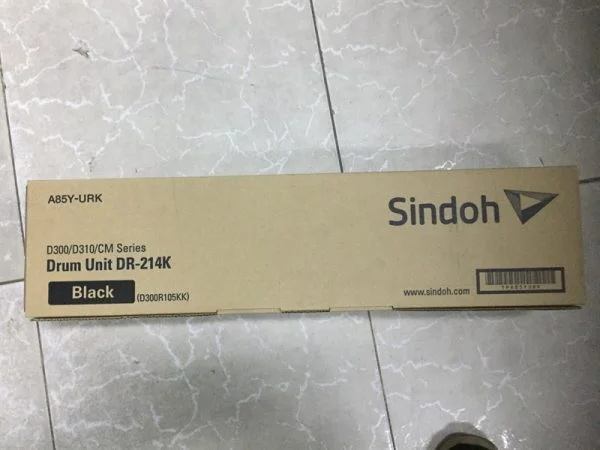 A85Y-URK
Sindoh
D300/D310/CM Series
Drum Unit DR-214K
Black (D300R105KK)
www.sindoh.com